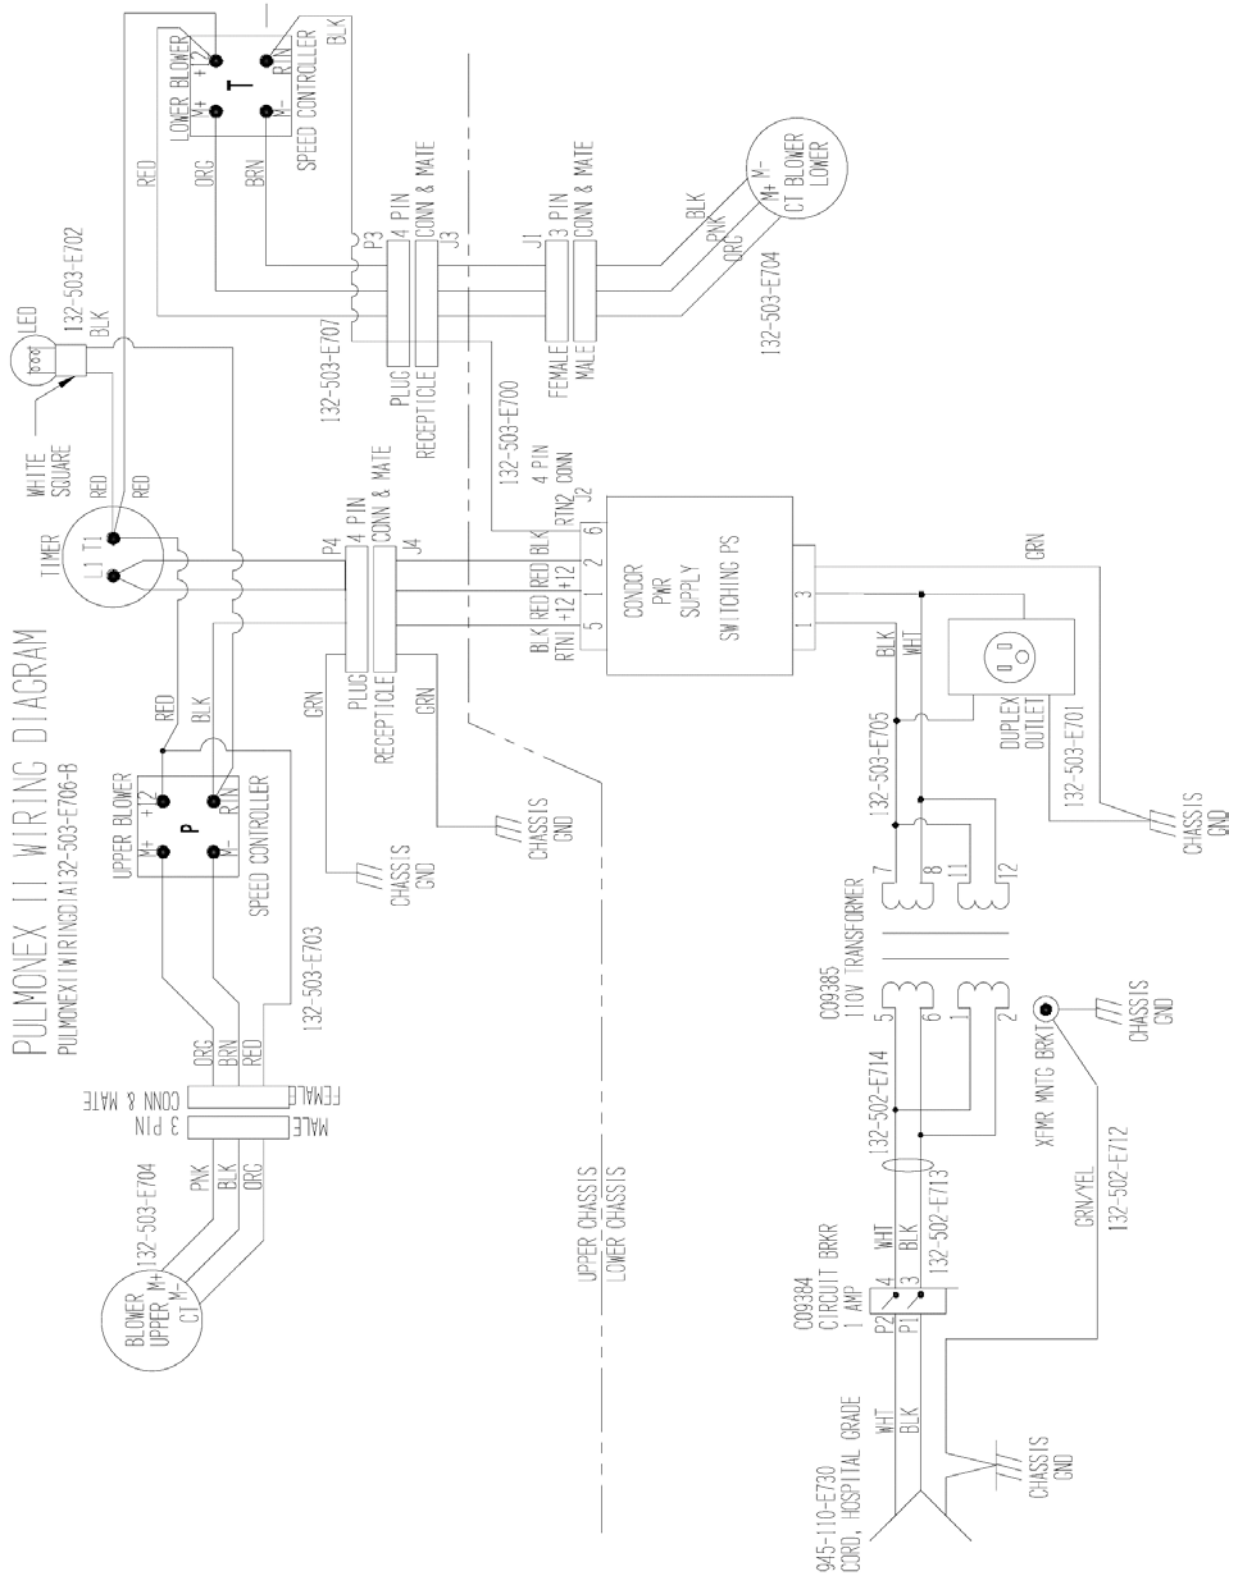 PULMONEX II WIRING DIAGRAM
PULMONEXIIWIRINGDIA132-503-E706-B
BLOWER
UPPER
CT
M+
M-
132-503-E704
PNK
BLK
ORG
3 PIN
CONN & MATE
MALE
FEMALE
ORG
BRN
RED
132-503-E703
UPPER BLOWER
M+
+12
P
M-
RTN
SPEED CONTROLLER
RED
BLK
TIMER
L1 T1
WHITE
SQUARE
RED
RED
LED
132-503-E702
BLK
LOWER BLOWER
M+
+12
T
M-
RTN
SPEED CONTROLLER
RED
ORG
BRN
BLK
GRN
CHASSIS
GND
P4
4 PIN
PLUG
CONN & MATE
RECEPTICLE
J4
GRN
CHASSIS
GND
132-503-E707
P3
4 PIN
PLUG
CONN & MATE
RECEPTICLE
J3
132-503-E700
J1
3 PIN
FEMALE
CONN & MATE
MALE
BLK
PNK
ORG
132-503-E704
M-
M+
CT BLOWER
LOWER
UPPER CHASSIS
LOWER CHASSIS
4 PIN
CONN
J2
BLK RED RED BLK
RTN1 +12 +12 RTN2
5 1 2 6
CONDOR
PWR
SUPPLY
SWITCHING PS
1 3
BLK
WHT
GRN
132-503-E705
DUPLEX
OUTLET
132-503-E701
CHASSIS
GND
C09385
110V TRANSFORMER
5
6
1
2
7
8
11
12
132-502-E714
132-502-E713
XFMR MNTG BRKT
CHASSIS
GND
GRN/YEL
132-502-E712
C09384
CIRCUIT BRKR
1 AMP
P2 4
P1 3
WHT
BLK
945-110-E730
CORD, HOSPITAL GRADE
WHT
BLK
CHASSIS
GND